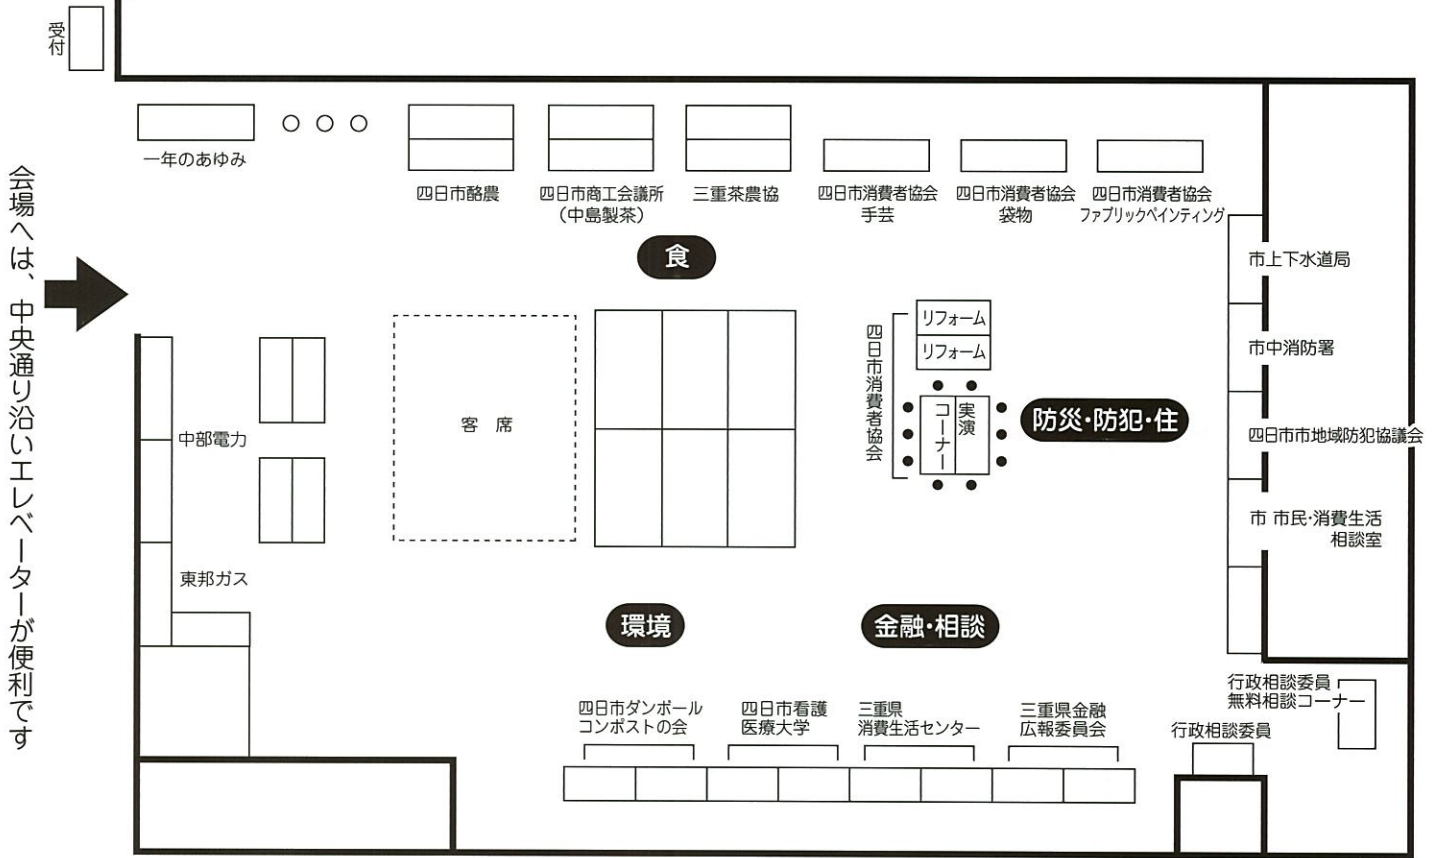 受付
会場へは、中央通り沿いエレベーターが便利です
一年のあゆみ
四日市酪農
四日市商工会議所
（中島製茶）
三重茶農協
四日市消費者協会
手芸
四日市消費者協会
袋物
四日市消費者協会
ファブリックペインティング
食
市上下水道局
市中消防署
四日市市地域防犯協議会
市 市民・消費生活
相談室
リフォーム
リフォーム
四日市消費者協会
実演
コーナー
防災・防犯・住
客 席
中部電力
東邦ガス
環境
金融・相談
四日市ダンボール
コンポストの会
四日市看護
医療大学
三重県
消費生活センター
三重県金融
広報委員会
行政相談委員
無料相談コーナー
行政相談委員